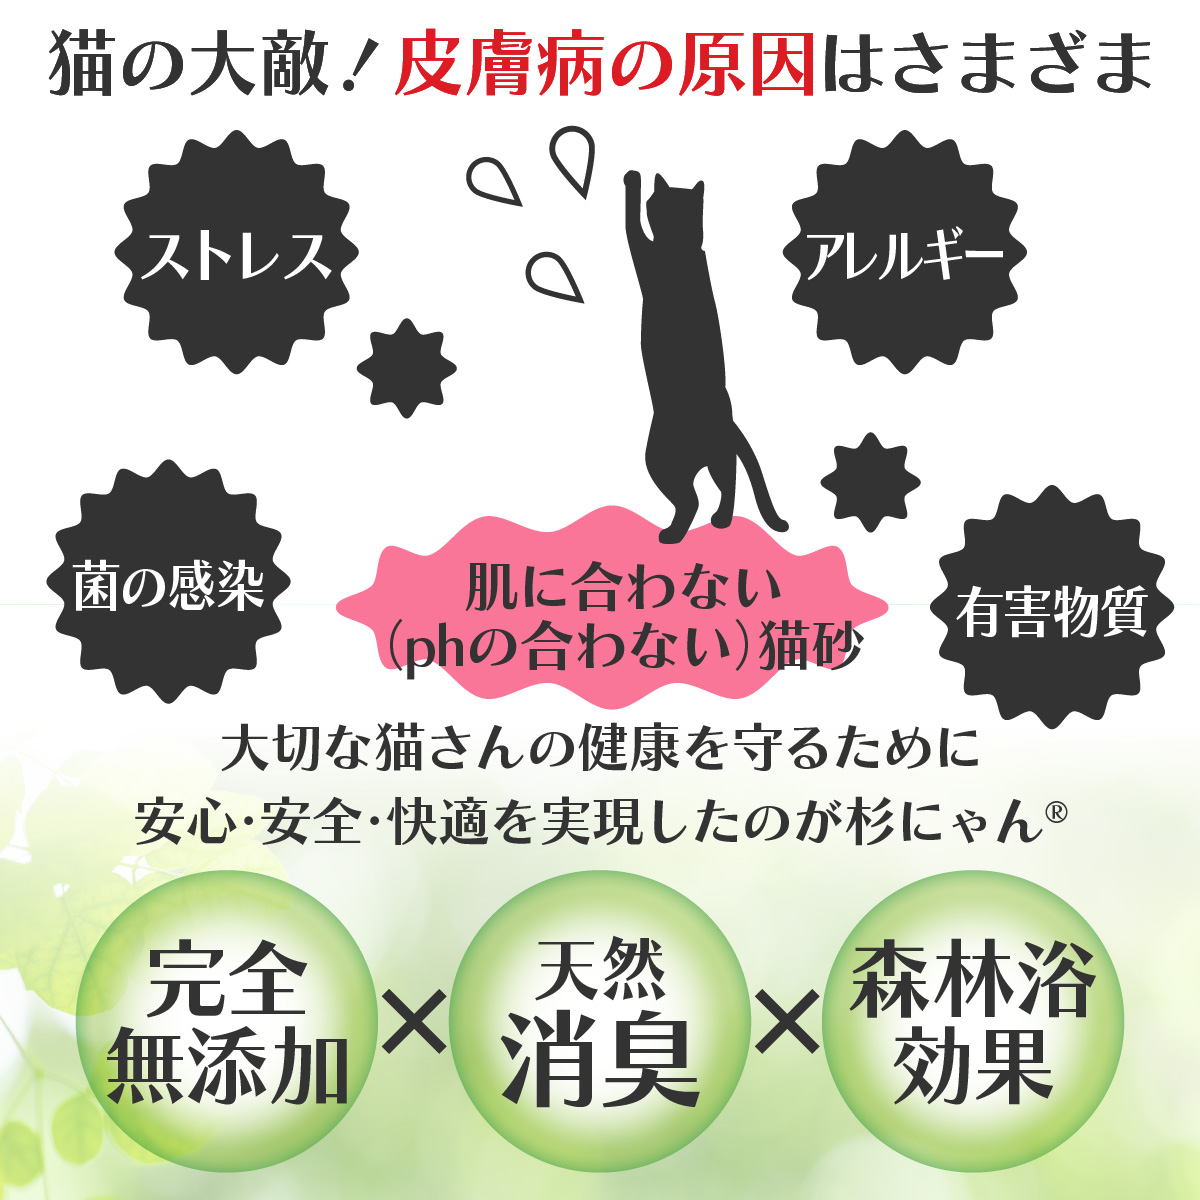 猫の大敵！皮膚病の原因はさまざま
ストレス
アレルギー
菌の感染
肌に合わない
（phの合わない）猫砂
有害物質
大切な猫さんの健康を守るために
安心・安全・快適を実現したのが杉にゃん®
完全
無添加
×
天然
消臭
×
森林浴
効果